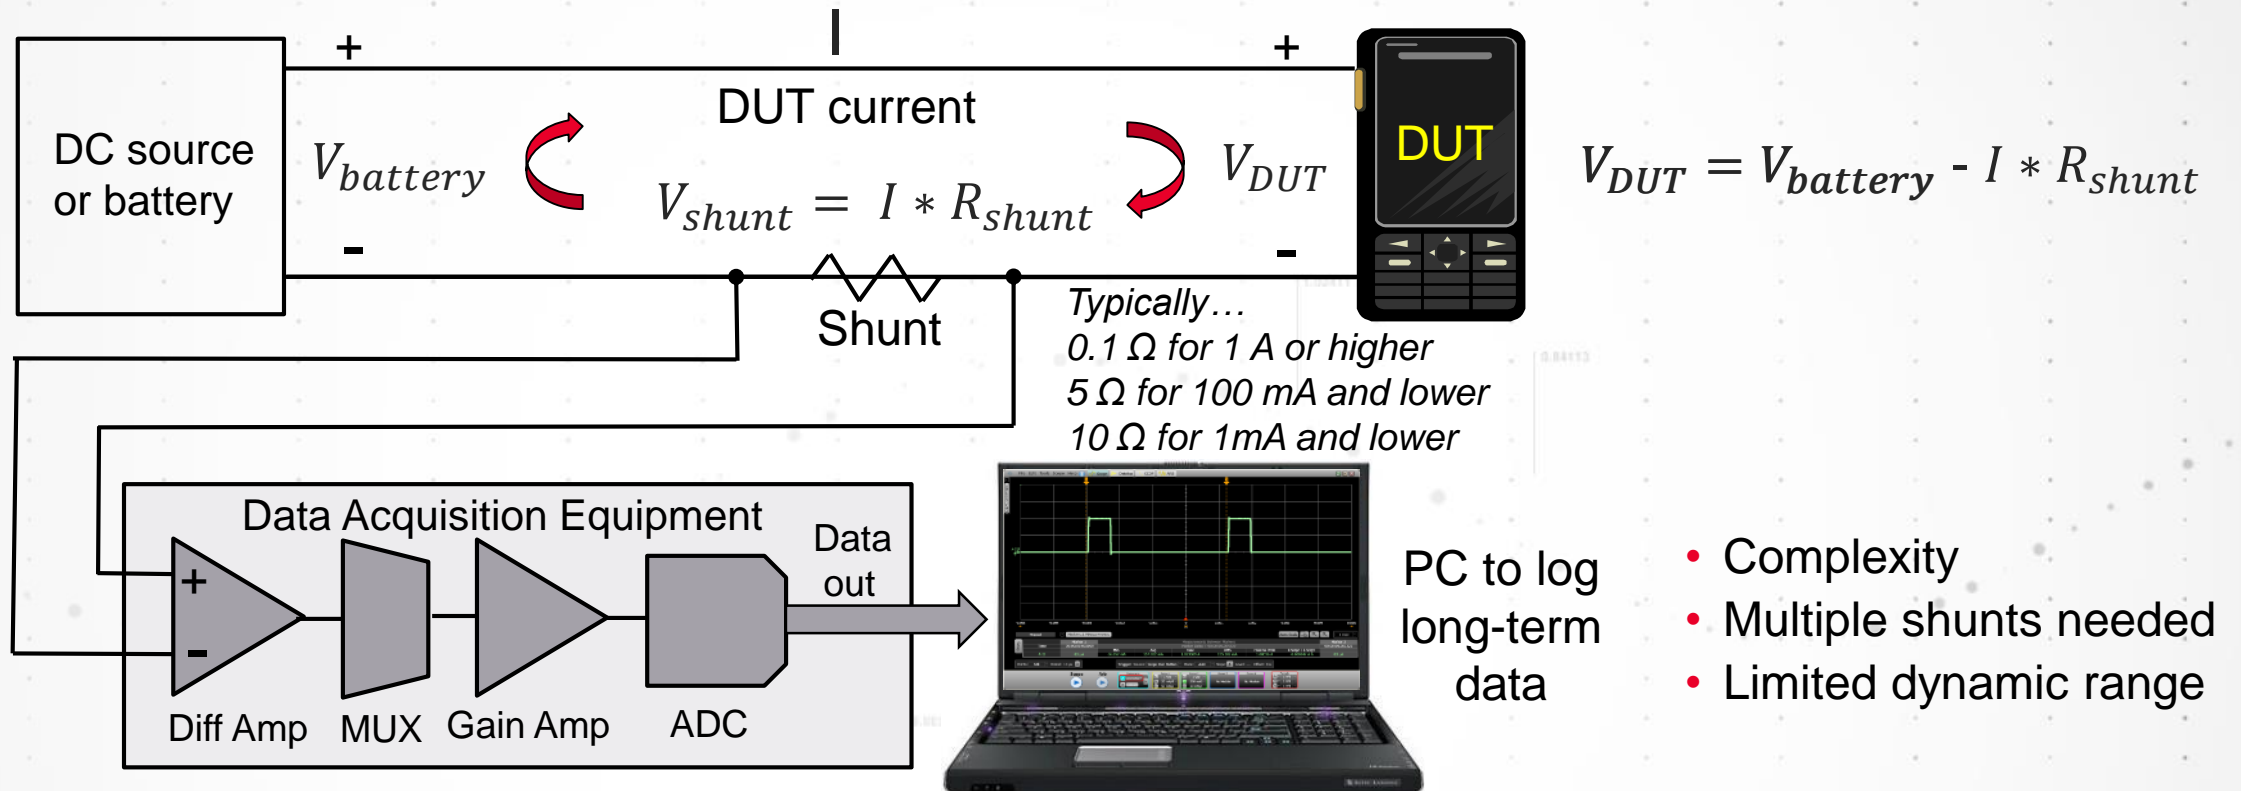 I
+
+
DUT current
DC source
or battery
V_battery
V_shunt = I * R_shunt
V_DUT
DUT
V_DUT = V_battery - I * R_shunt
-
-
Shunt
Typically…
0.1 Ω for 1 A or higher
5 Ω for 100 mA and lower
10 Ω for 1mA and lower
Data Acquisition Equipment
Data
out
+
-
Diff Amp
MUX
Gain Amp
ADC
PC to log
long-term
data
• Complexity
• Multiple shunts needed
• Limited dynamic range